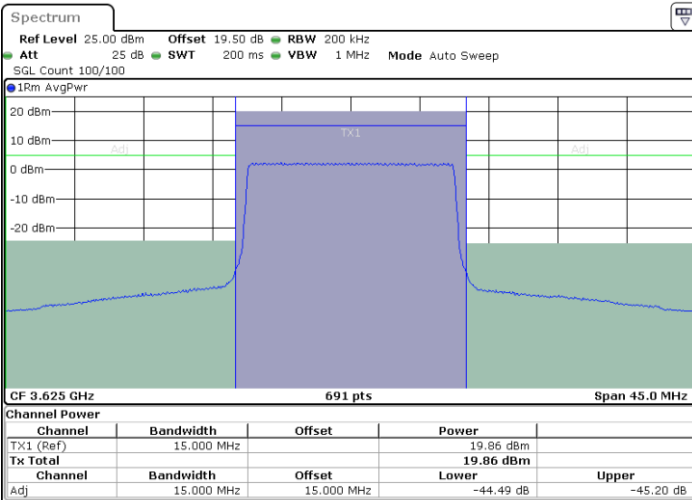 Spectrum
Ref Level 25.00 dBm Offset 19.50 dB RBW 200 kHz
Att 25 dB SWT 200 ms VBW 1 MHz Mode Auto Sweep
SGL Count 100/100
1Rm AvgPwr
20 dBm
TX1
10 dBm
Adj Adj
0 dBm
-10 dBm
-20 dBm
CF 3.625 GHz 691 pts Span 45.0 MHz
Channel Power
Channel Bandwidth Offset Power
TX1 (Ref) 15.000 MHz 19.86 dBm
Tx Total 19.86 dBm
Channel Bandwidth Offset Lower Upper
Adj 15.000 MHz 15.000 MHz -44.49 dB -45.20 dB